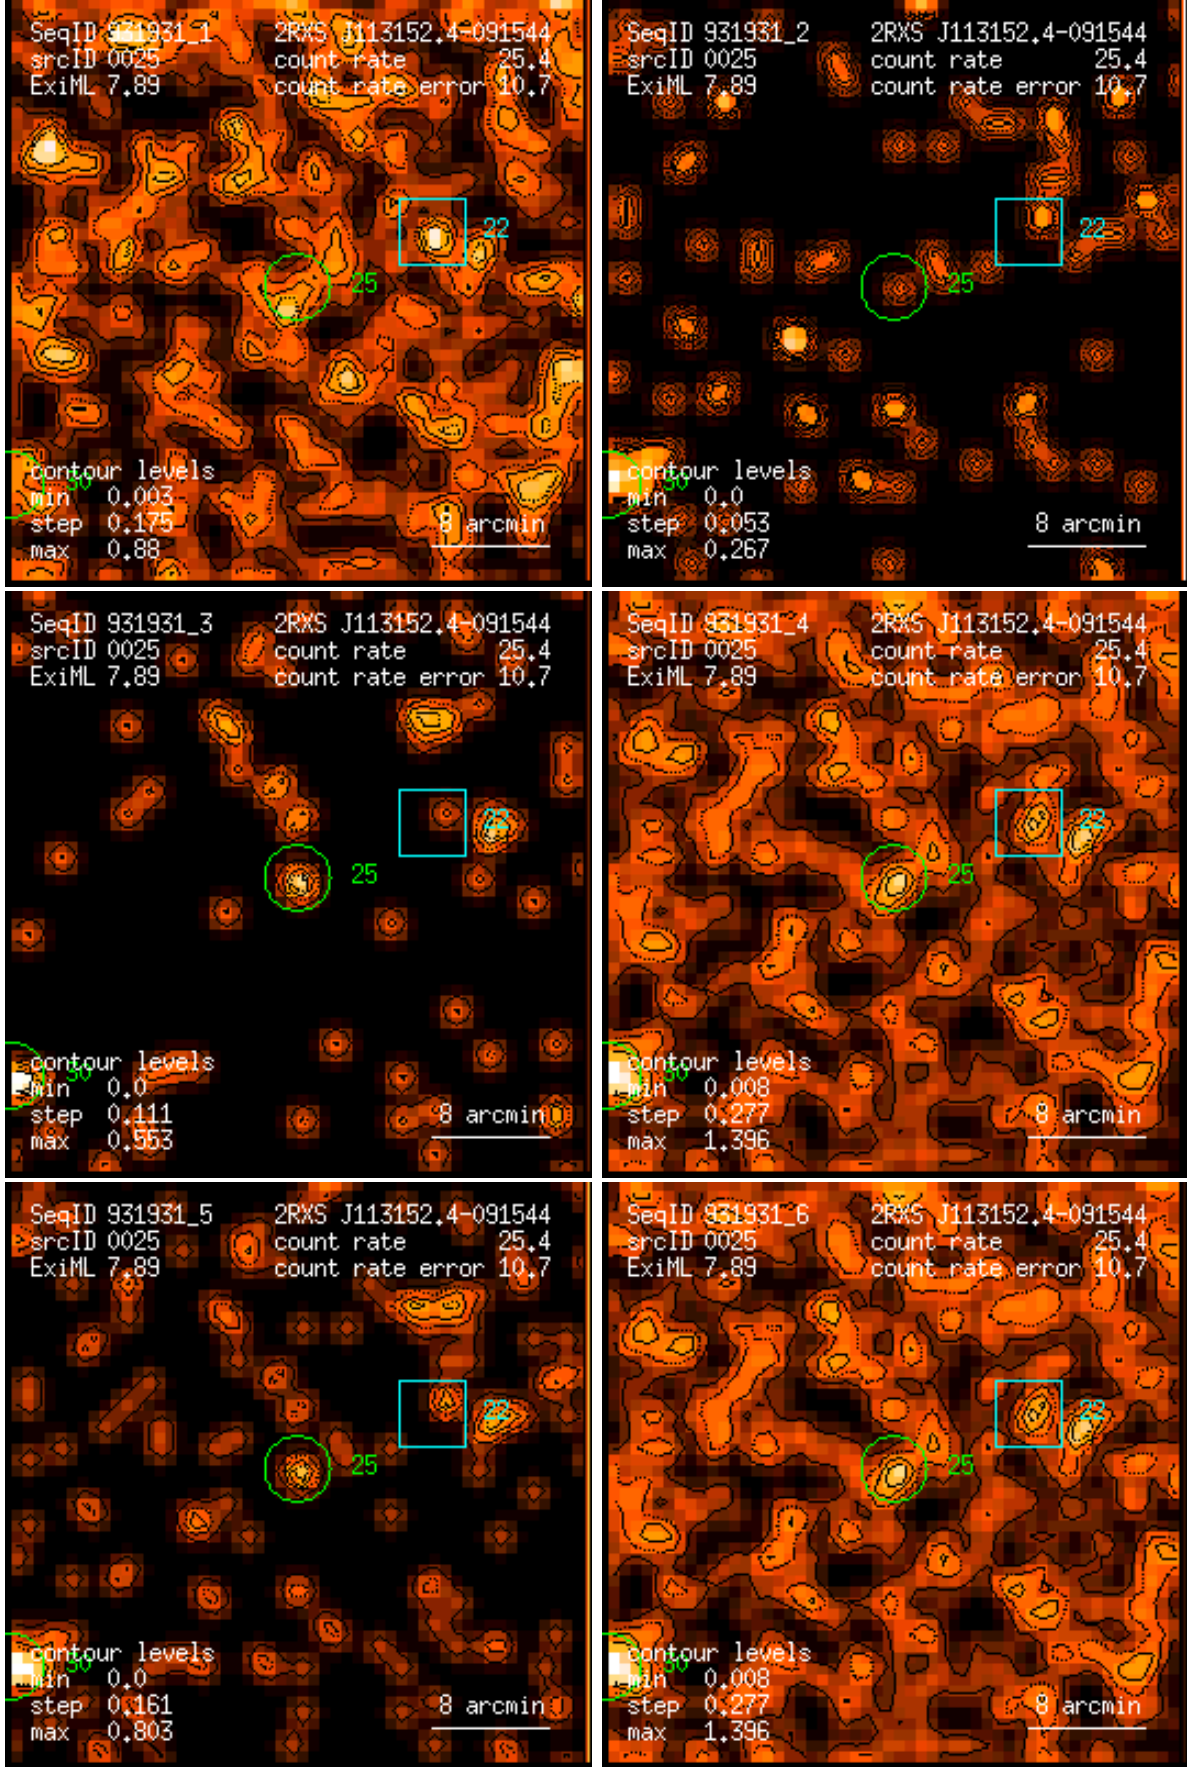 SeqID 931931_1 2RXS J113152.4-091544
srcID 0025 count rate 25.4
ExiML 7.89 count rate error 10.7
22
25
contour levels
30
min 0.003
step 0.175 8 arcmin
max 0.88
SeqID 931931_2 2RXS J113152.4-091544
srcID 0025 count rate 25.4
ExiML 7.89 count rate error 10.7
22
25
contour levels
30
min 0.0
step 0.053 8 arcmin
max 0.267
SeqID 931931_3 2RXS J113152.4-091544
srcID 0025 count rate 25.4
ExiML 7.89 count rate error 10.7
22
25
contour levels
30
min 0.0
step 0.111 8 arcmin
max 0.553
SeqID 931931_4 2RXS J113152.4-091544
srcID 0025 count rate 25.4
ExiML 7.89 count rate error 10.7
22
25
contour levels
30
min 0.008
step 0.277 8 arcmin
max 1.396
SeqID 931931_5 2RXS J113152.4-091544
srcID 0025 count rate 25.4
ExiML 7.89 count rate error 10.7
22
25
contour levels
30
min 0.0
step 0.161 8 arcmin
max 0.803
SeqID 931931_6 2RXS J113152.4-091544
srcID 0025 count rate 25.4
ExiML 7.89 count rate error 10.7
22
25
contour levels
30
min 0.008
step 0.277 8 arcmin
max 1.396